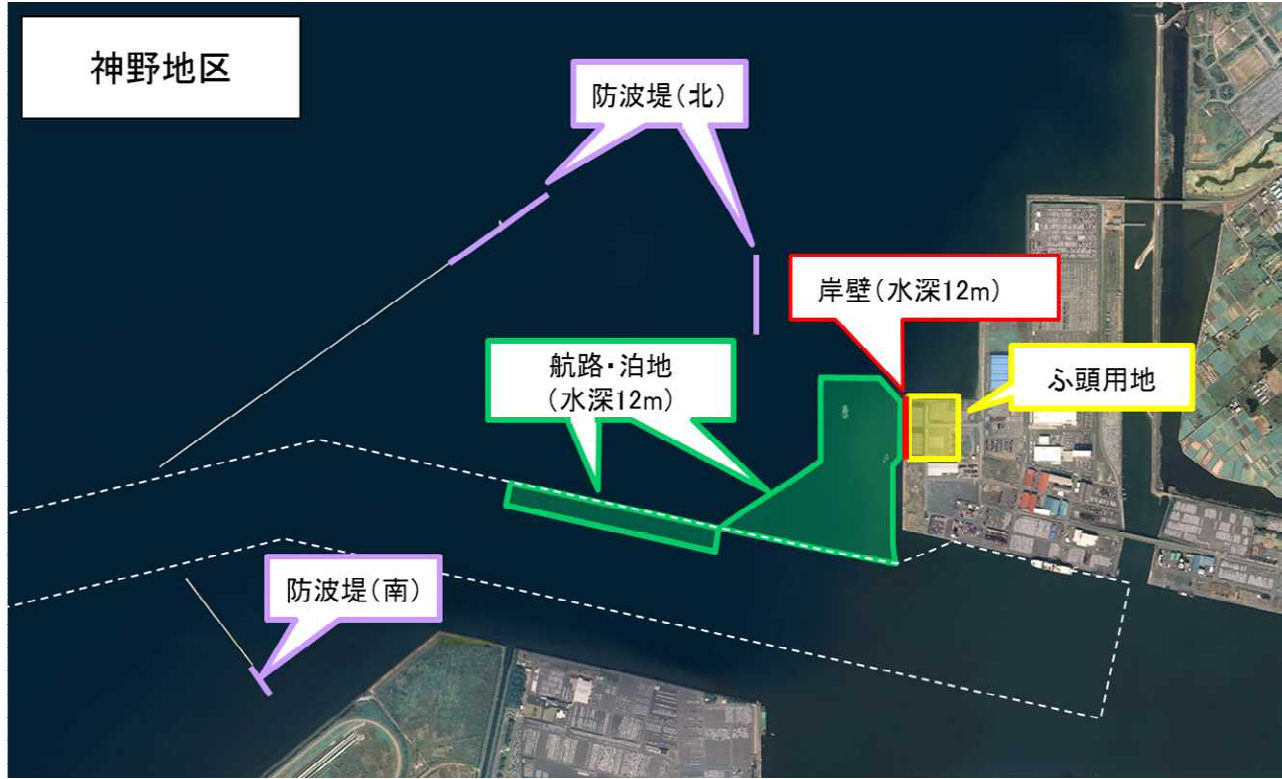 神野地区
防波堤(北)
岸壁(水深12m)
航路・泊地
(水深12m)
ふ頭用地
防波堤(南)